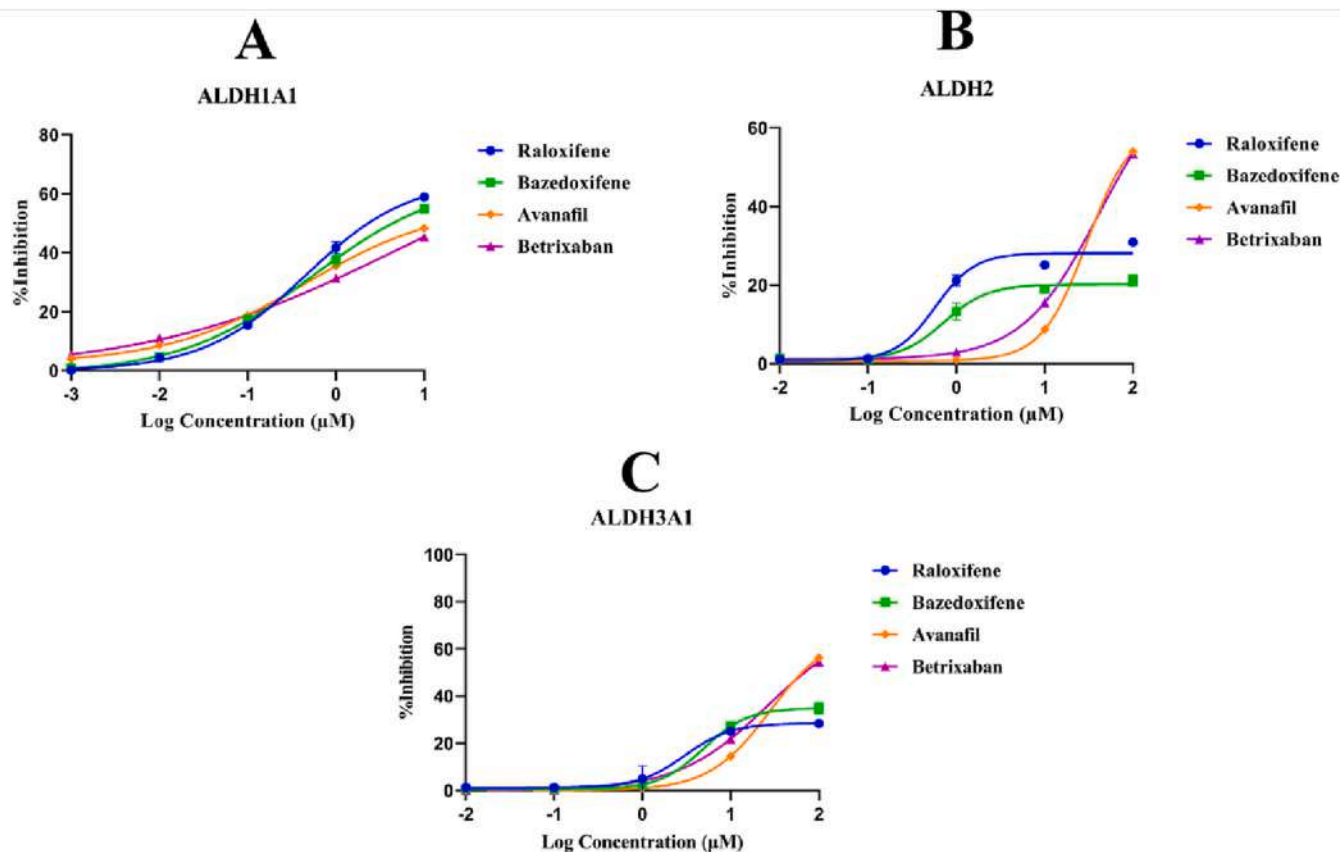 A
ALDH1A1
%Inhibition
80
60
40
20
0
-3
-2
-1
0
1
Log Concentration (µM)
Raloxifene
Bazedoxifene
Avanafil
Betrixaban
B
ALDH2
%Inhibition
60
40
20
0
-2
-1
0
1
2
Log Concentration (µM)
Raloxifene
Bazedoxifene
Avanafil
Betrixaban
C
ALDH3A1
%Inhibition
100
80
60
40
20
0
-2
-1
0
1
2
Log Concentration (µM)
Raloxifene
Bazedoxifene
Avanafil
Betrixaban